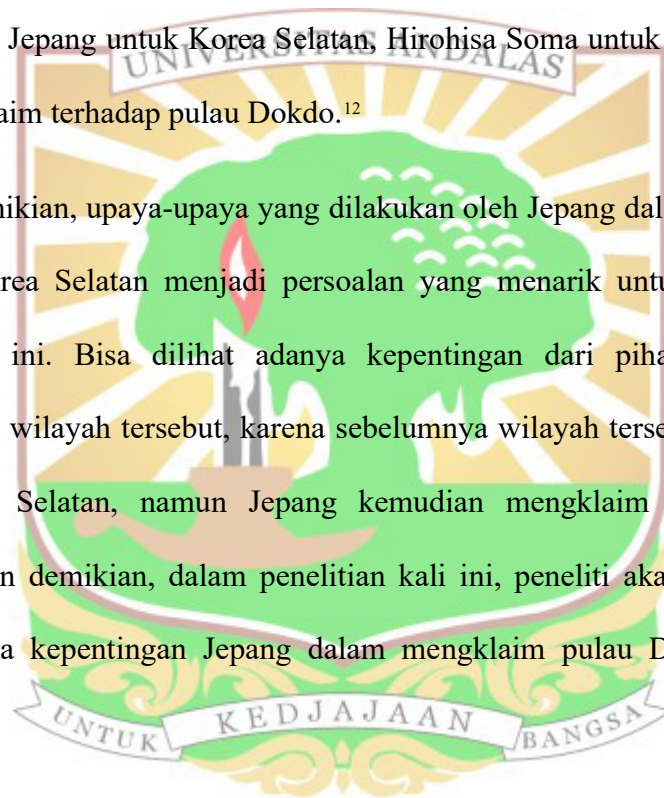 Jepang untuk Korea Selatan, Hirohisa Soma untuk
UNIVERSITAS ANDALAS
aim terhadap pulau Dokdo.12
nikian, upaya-upaya yang dilakukan oleh Jepang dal
rea Selatan menjadi persoalan yang menarik untu
ini. Bisa dilihat adanya kepentingan dari piha
wilayah tersebut, karena sebelumnya wilayah terse
Selatan, namun Jepang kemudian mengklaim
n demikian, dalam penelitian kali ini, peneliti aka
a kepentingan Jepang dalam mengklaim pulau D
UNTUK KEDJAJAAN BANGSA